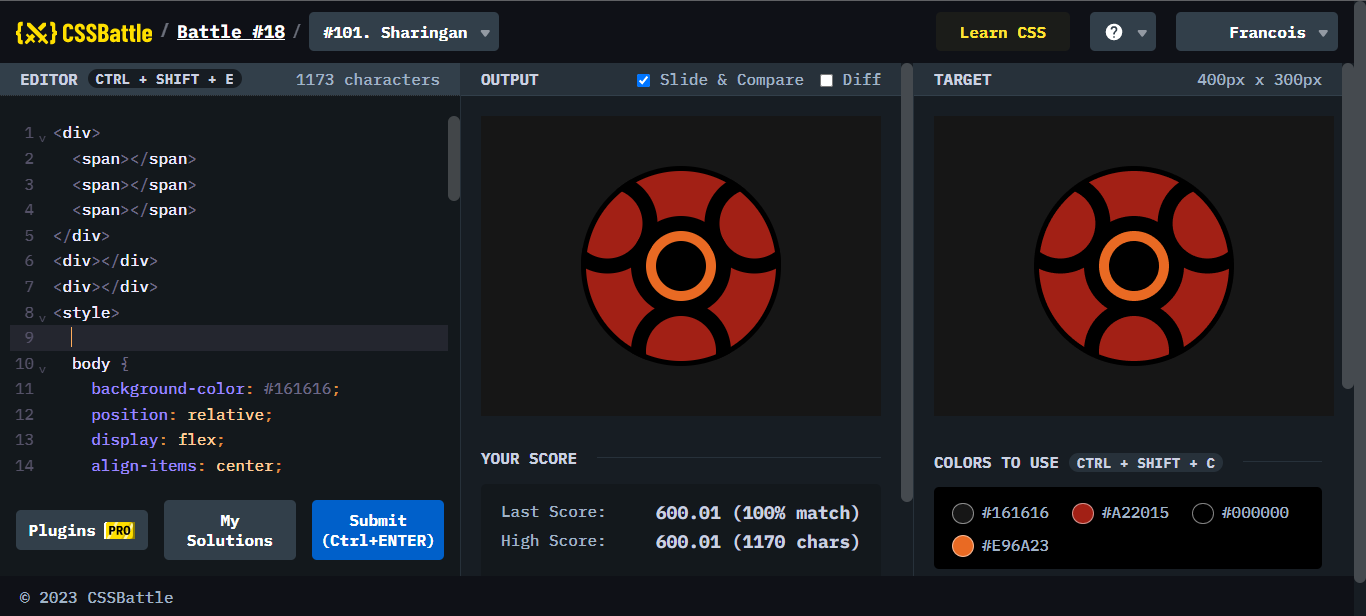 {X} CSSBattle / Battle #18 / #101. Sharingan
Learn CSS
?
Francois
EDITOR CTRL + SHIFT + E 1173 characters
OUTPUT Slide & Compare Diff
TARGET 400px x 300px
1 <div>
2 <span></span>
3 <span></span>
4 <span></span>
5 </div>
6 <div></div>
7 <div></div>
8 <style>
9
10 body {
11 background-color: #161616;
12 position: relative;
13 display: flex;
14 align-items: center;
Plugins PRO
My
Solutions
Submit
(Ctrl+ENTER)
YOUR SCORE
Last Score: 600.01 (100% match)
High Score: 600.01 (1170 chars)
COLORS TO USE CTRL + SHIFT + C
#161616 #A22015 #000000
#E96A23
© 2023 CSSBattle